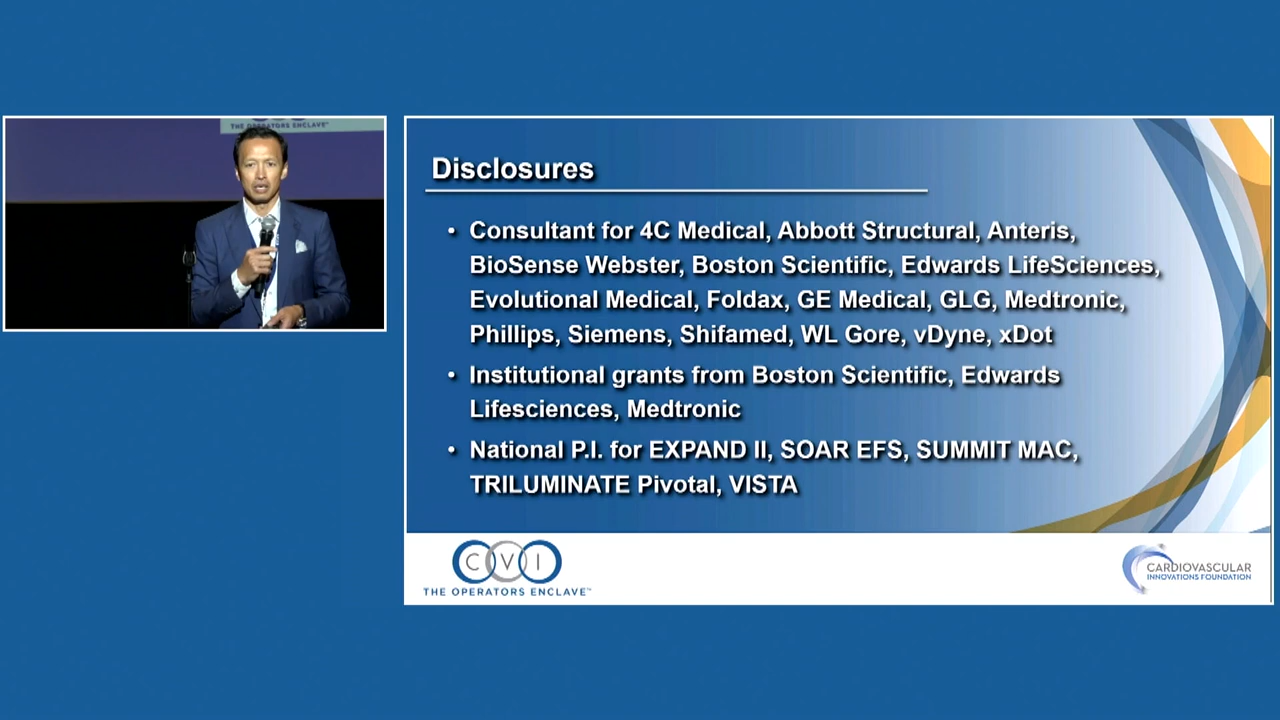 THE OPERATORS ENCLAVE™
Disclosures
• Consultant for 4C Medical, Abbott Structural, Anteris,
BioSense Webster, Boston Scientific, Edwards LifeSciences,
Evolutional Medical, Foldax, GE Medical, GLG, Medtronic,
Phillips, Siemens, Shifamed, WL Gore, vDyne, xDot
• Institutional grants from Boston Scientific, Edwards
Lifesciences, Medtronic
• National P.I. for EXPAND II, SOAR EFS, SUMMIT MAC,
TRILUMINATE Pivotal, VISTA
CVI
THE OPERATORS ENCLAVE™
CARDIOVASCULAR
INNOVATIONS FOUNDATION